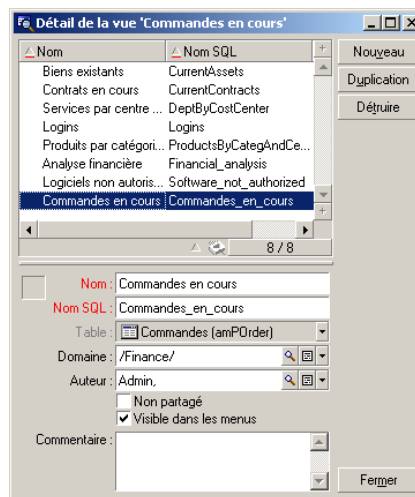 Détail de la vue 'Commandes en cours'
Nom Nom SQL
Nouveau
Biens existants CurrentAssets
Contrats en cours CurrentContracts
Duplication
Services par centre ... DeptByCostCenter
Détruire
Logins Logins
Produits par catégori... ProductsByCategAndCe...
Analyse financière Financial_analysis
Logiciels non autoris... Software_not_authorized
Commandes en cours Commandes_en_cours
8 / 8
Nom : Commandes en cours
Nom SQL : Commandes_en_cours
Table : Commandes (amPOrder)
Domaine : /Finance/
Auteur : Admin,
Non partagé
Visible dans les menus
Commentaire :
Fermer